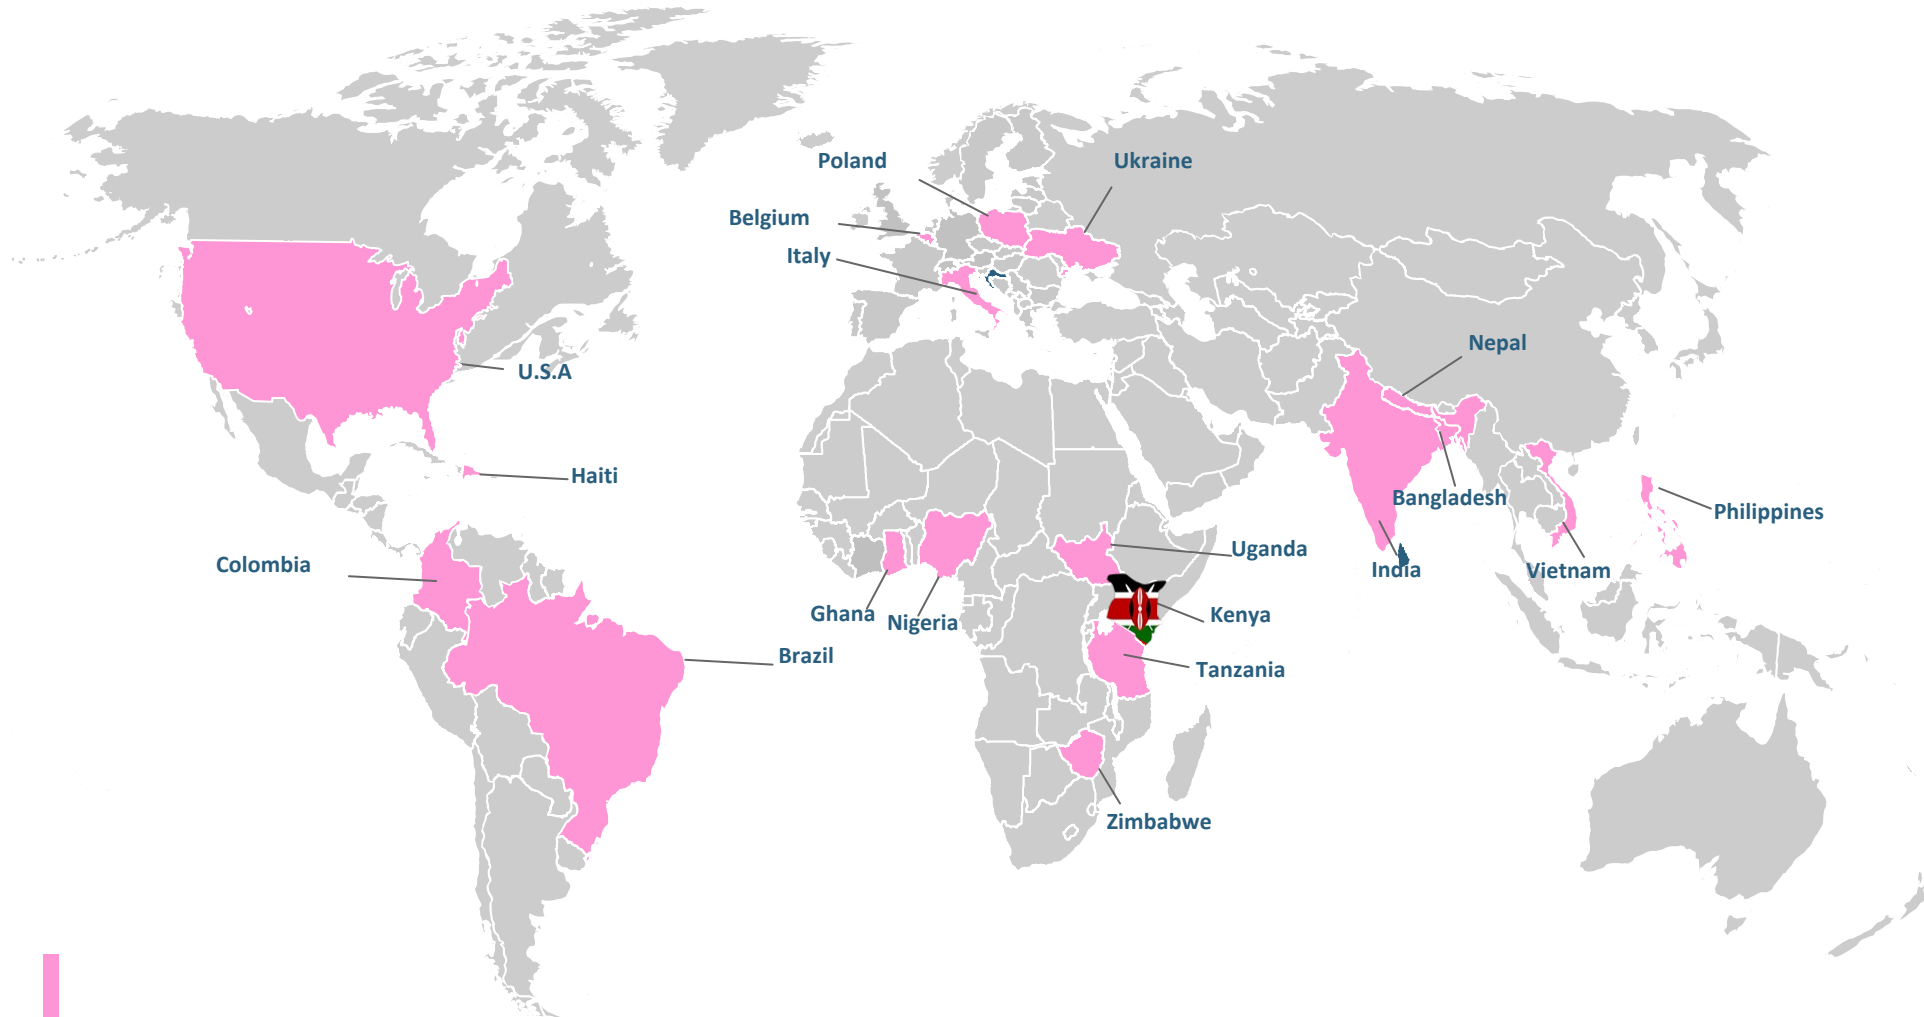 Poland
Ukraine
Belgium
Italy
Nepal
U.S.A
Haiti
Bangladesh
Philippines
Uganda
Colombia
India
Vietnam
Ghana
Nigeria
Kenya
Brazil
Tanzania
Zimbabwe